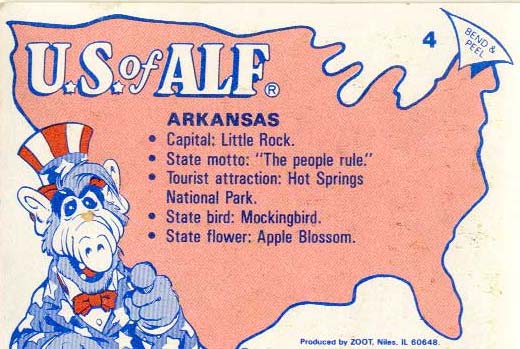 U.S. of ALF®
4
BEND &
PEEL
ARKANSAS
• Capital: Little Rock.
• State motto: "The people rule."
• Tourist attraction: Hot Springs
National Park.
• State bird: Mockingbird.
• State flower: Apple Blossom.
Produced by ZOOT, Niles, IL 60648.